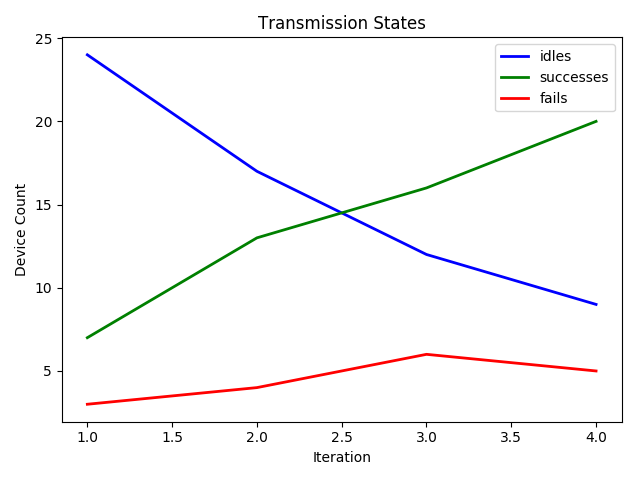 Transmission States
idles
successes
fails
Device Count
25
20
15
10
5
1.0 1.5 2.0 2.5 3.0 3.5 4.0
Iteration